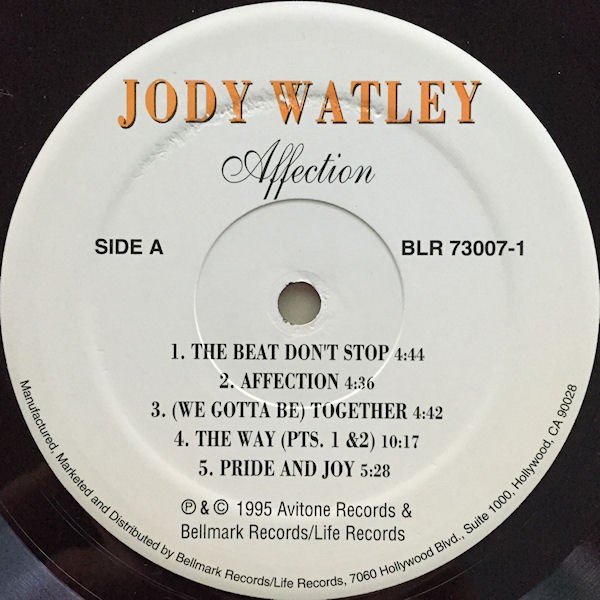 JODY WATLEY
Affection
SIDE A
BLR 73007-1
1. THE BEAT DON'T STOP 4:44
2. AFFECTION 4:36
3. (WE GOTTA BE) TOGETHER 4:42
4. THE WAY (PTS. 1 &2) 10:17
5. PRIDE AND JOY 5:28
℗ & © 1995 Avitone Records &
Bellmark Records/Life Records
Manufactured, Marketed and Distributed by Bellmark Records/Life Records, 7060 Hollywood Blvd., Suite 1000, Hollywood, CA 90028